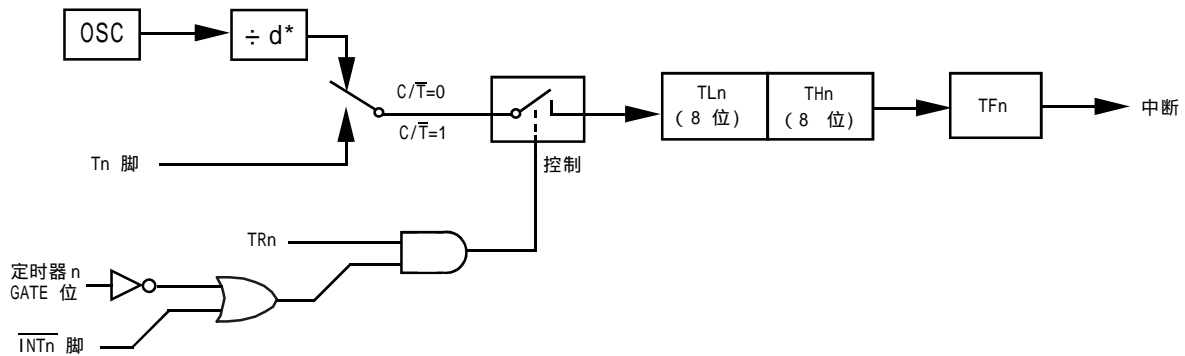 OSC
÷ d*
C/T̅=0
C/T̅=1
Tn 脚
控制
TLn
(8 位)
THn
(8 位)
TFn
中断
TRn
定时器 n
GATE 位
I̅N̅T̅n̅ 脚